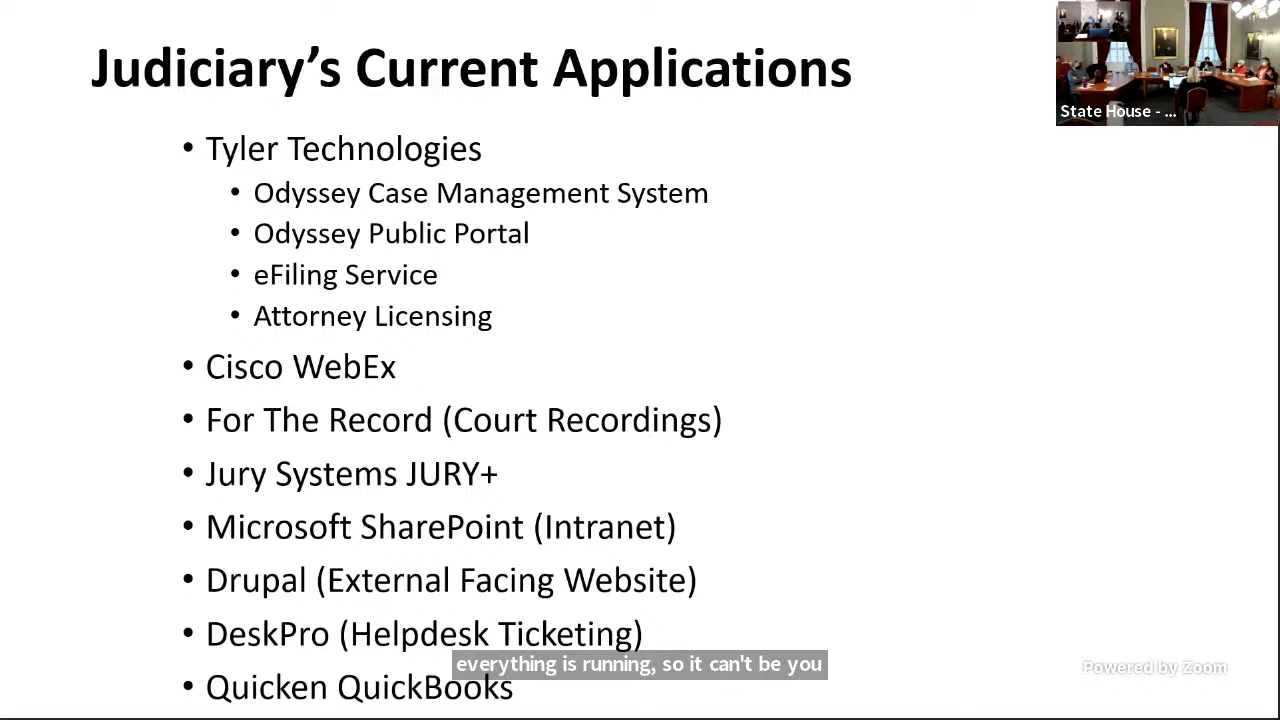 Judiciary’s Current Applications
State House - ...
• Tyler Technologies
• Odyssey Case Management System
• Odyssey Public Portal
• eFiling Service
• Attorney Licensing
• Cisco WebEx
• For The Record (Court Recordings)
• Jury Systems JURY+
• Microsoft SharePoint (Intranet)
• Drupal (External Facing Website)
• DeskPro (Helpdesk Ticketing)
everything is running, so it can't be you
Powered by Zoom
• Quicken QuickBooks